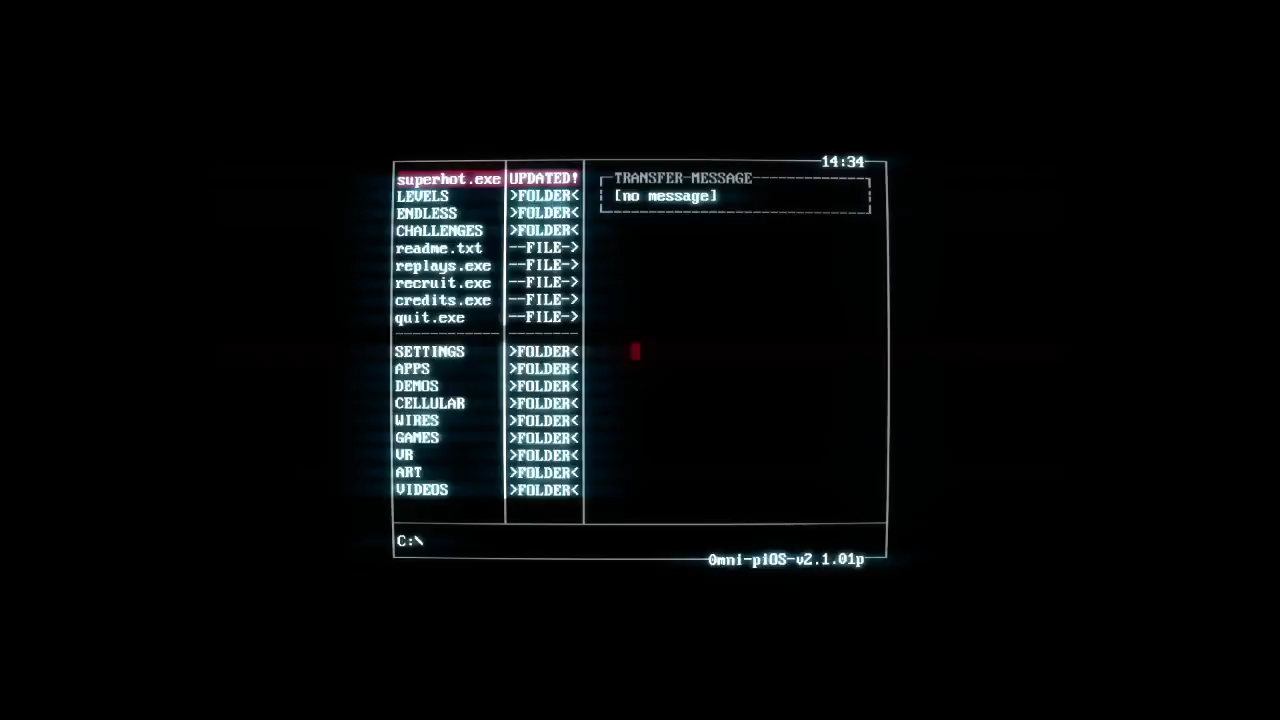 14:34
superhot.exe UPDATED!
LEVELS >FOLDER<
ENDLESS >FOLDER<
CHALLENGES >FOLDER<
readme.txt --FILE->
replays.exe --FILE->
recruit.exe --FILE->
credits.exe --FILE->
quit.exe --FILE->
SETTINGS >FOLDER<
APPS >FOLDER<
DEMOS >FOLDER<
CELLULAR >FOLDER<
WIRES >FOLDER<
GAMES >FOLDER<
VR >FOLDER<
ART >FOLDER<
VIDEOS >FOLDER<
TRANSFER-MESSAGE
[no message]
C:\
Omni-piOS-v2.1.01p